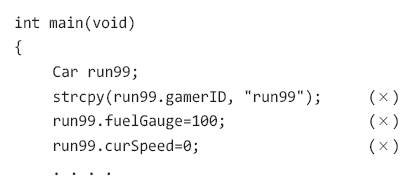 int main(void)
{
    Car run99;
    strcpy(run99.gamerID, "run99");     (×)
    run99.fuelGauge=100;     (×)
    run99.curSpeed=0;     (×)
    . . . .